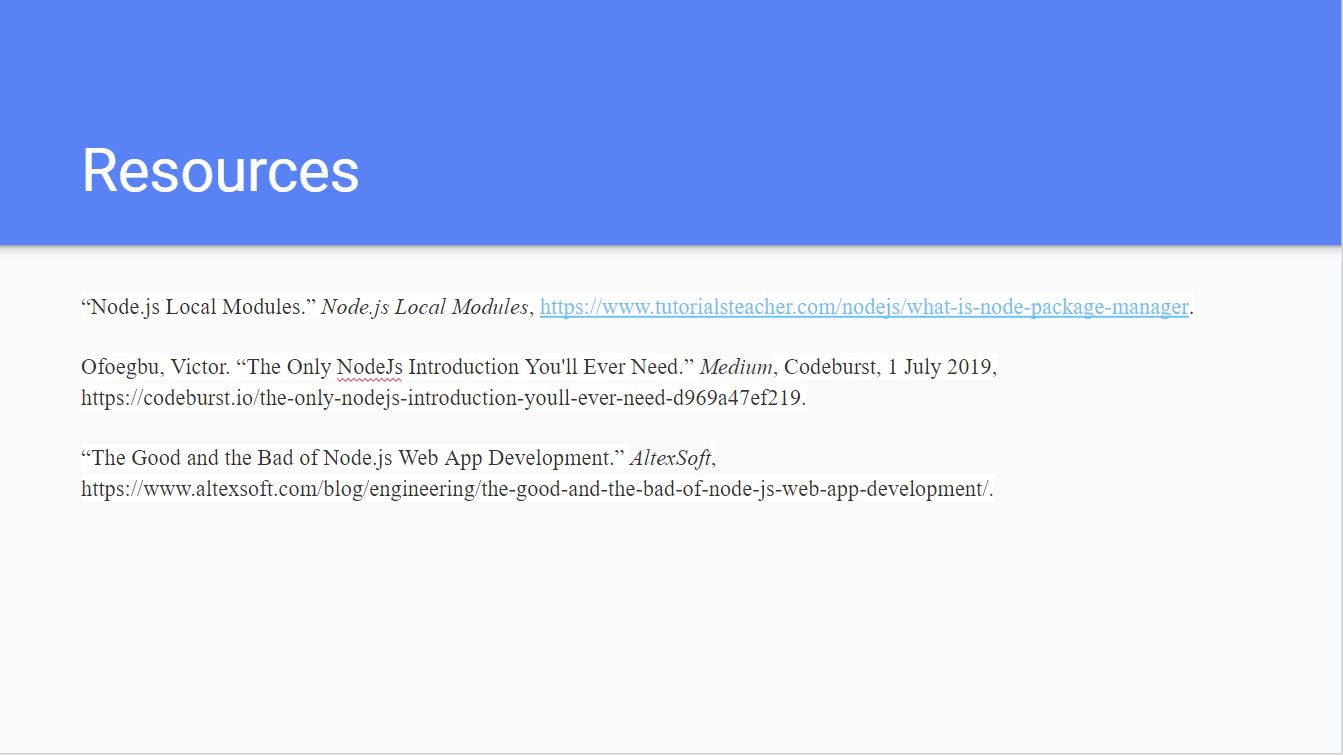 Resources
“Node.js Local Modules.” Node.js Local Modules, https://www.tutorialsteacher.com/nodejs/what-is-node-package-manager.
Ofoegbu, Victor. “The Only NodeJs Introduction You'll Ever Need.” Medium, Codeburst, 1 July 2019,
https://codeburst.io/the-only-nodejs-introduction-youll-ever-need-d969a47ef219.
“The Good and the Bad of Node.js Web App Development.” AltexSoft,
https://www.altexsoft.com/blog/engineering/the-good-and-the-bad-of-node-js-web-app-development/.